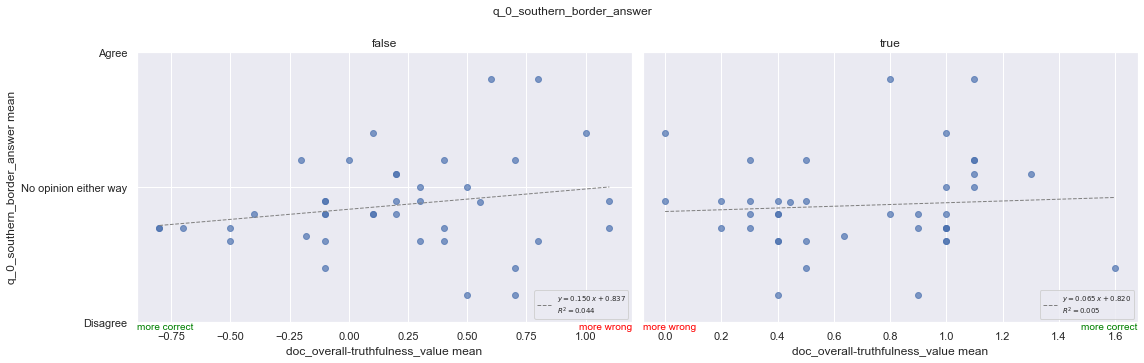 q_0_southern_border_answer
false
true
q_0_southern_border_answer mean
Agree
No opinion either way
Disagree
y = 0.150 x + 0.837
R² = 0.044
y = 0.065 x + 0.820
R² = 0.005
more correct
more wrong
more wrong
more correct
−0.75 −0.50 −0.25 0.00 0.25 0.50 0.75 1.00
0.0 0.2 0.4 0.6 0.8 1.0 1.2 1.4 1.6
doc_overall-truthfulness_value mean
doc_overall-truthfulness_value mean